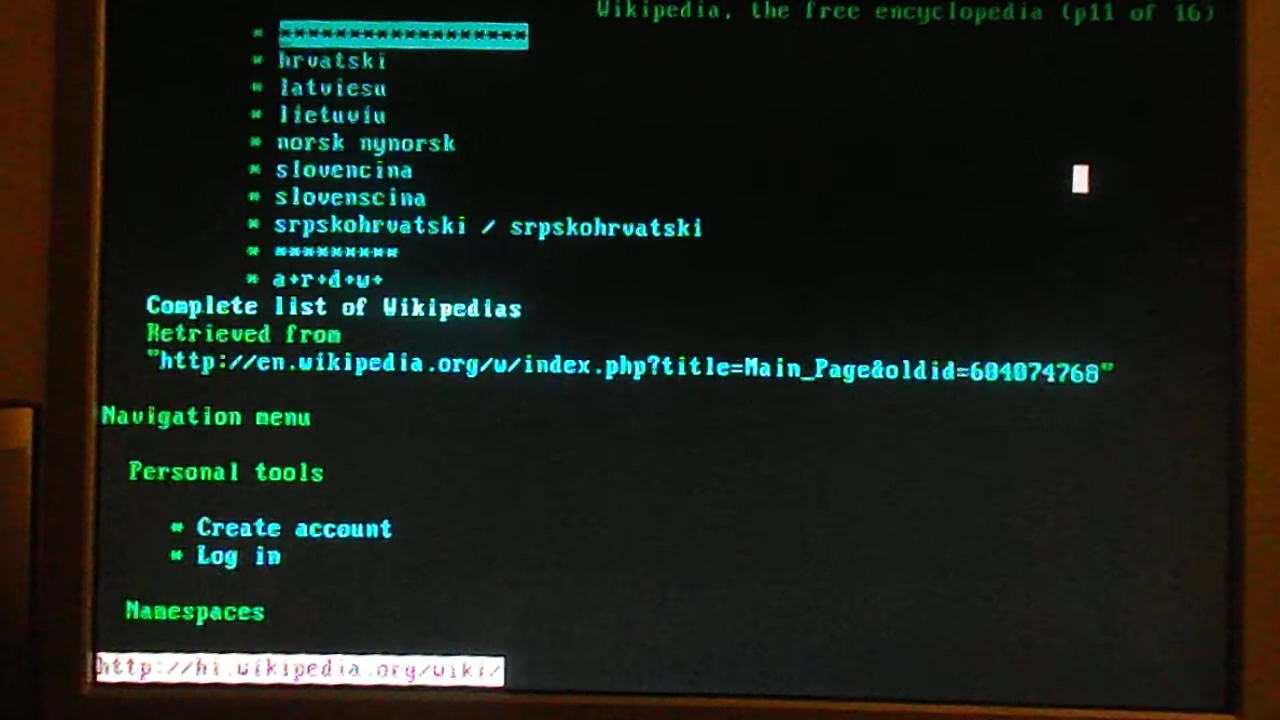 Wikipedia, the free encyclopedia (p11 of 16)
* ******************
* hrvatski
* latviesu
* lietuviu
* norsk nynorsk
* slovencina
* slovenscina
* srpskohrvatski / srpskohrvatski
* *********
* a+r+d+w+
Complete list of Wikipedias
Retrieved from
"http://en.wikipedia.org/w/index.php?title=Main_Page&oldid=604074768"
Navigation menu
Personal tools
* Create account
* Log in
Namespaces
http://hi.wikipedia.org/wiki/